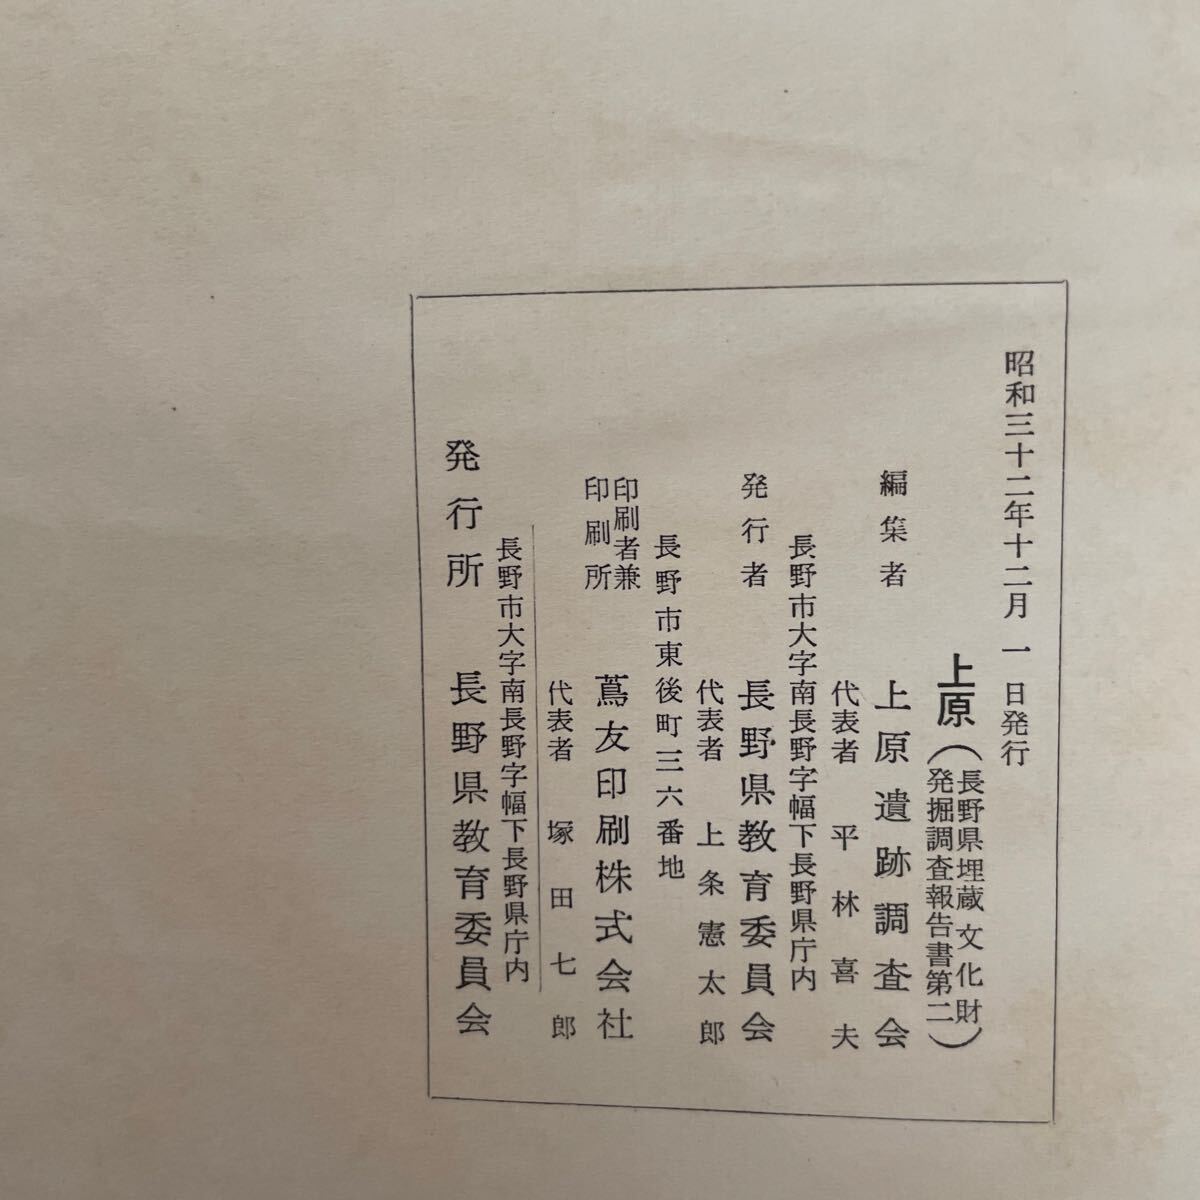 昭和三十二年十二月一日発行
上原（長野県埋蔵文化財
発掘調査報告書第二）
編集者　上原遺跡調査会
代表者　平林喜夫
長野市大字南長野字幅下長野県庁内
発行者　長野県教育委員会
代表者　上条憲太郎
長野市東後町三六番地
印刷者兼
印刷所　蔦友印刷株式会社
代表者　塚田七郎
長野市大字南長野字幅下長野県庁内
発行所　長野県教育委員会